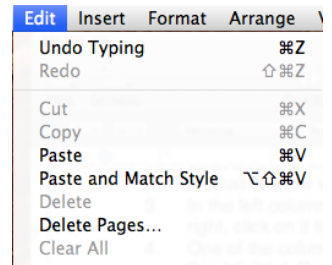 Edit Insert Format Arrange
Undo Typing ⌘Z
Redo ⇧⌘Z
Cut ⌘X
Copy ⌘C
Paste ⌘V
Paste and Match Style ⌥⇧⌘V
Delete
Delete Pages...
Clear All